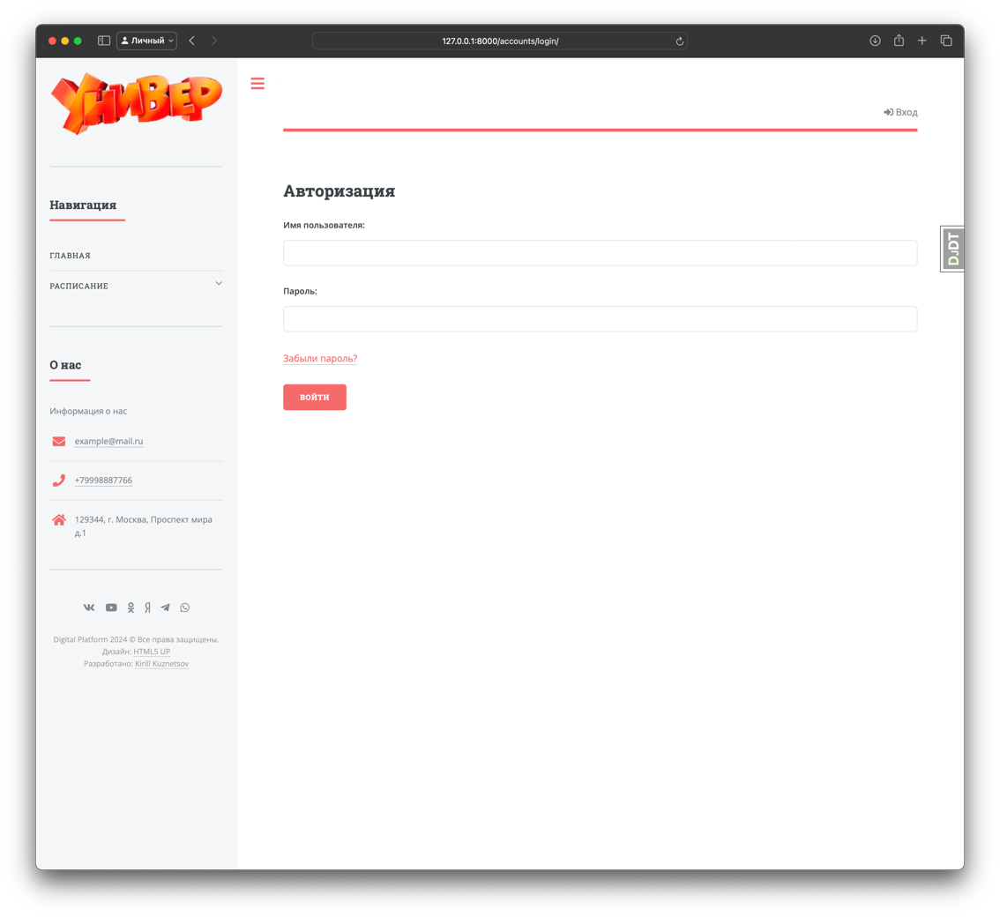 Личный
127.0.0.1:8000/accounts/login/
УНИВЕР
Вход
Навигация
ГЛАВНАЯ
РАСПИСАНИЕ
О нас
Информация о нас
example@mail.ru
+79998887766
129344, г. Москва, Проспект мира
д.1
Digital Platform 2024 © Все права защищены.
Дизайн: HTML5 UP
Разработано: Kirill Kuznetsov
Авторизация
Имя пользователя:
Пароль:
Забыли пароль?
ВОЙТИ
DJDT